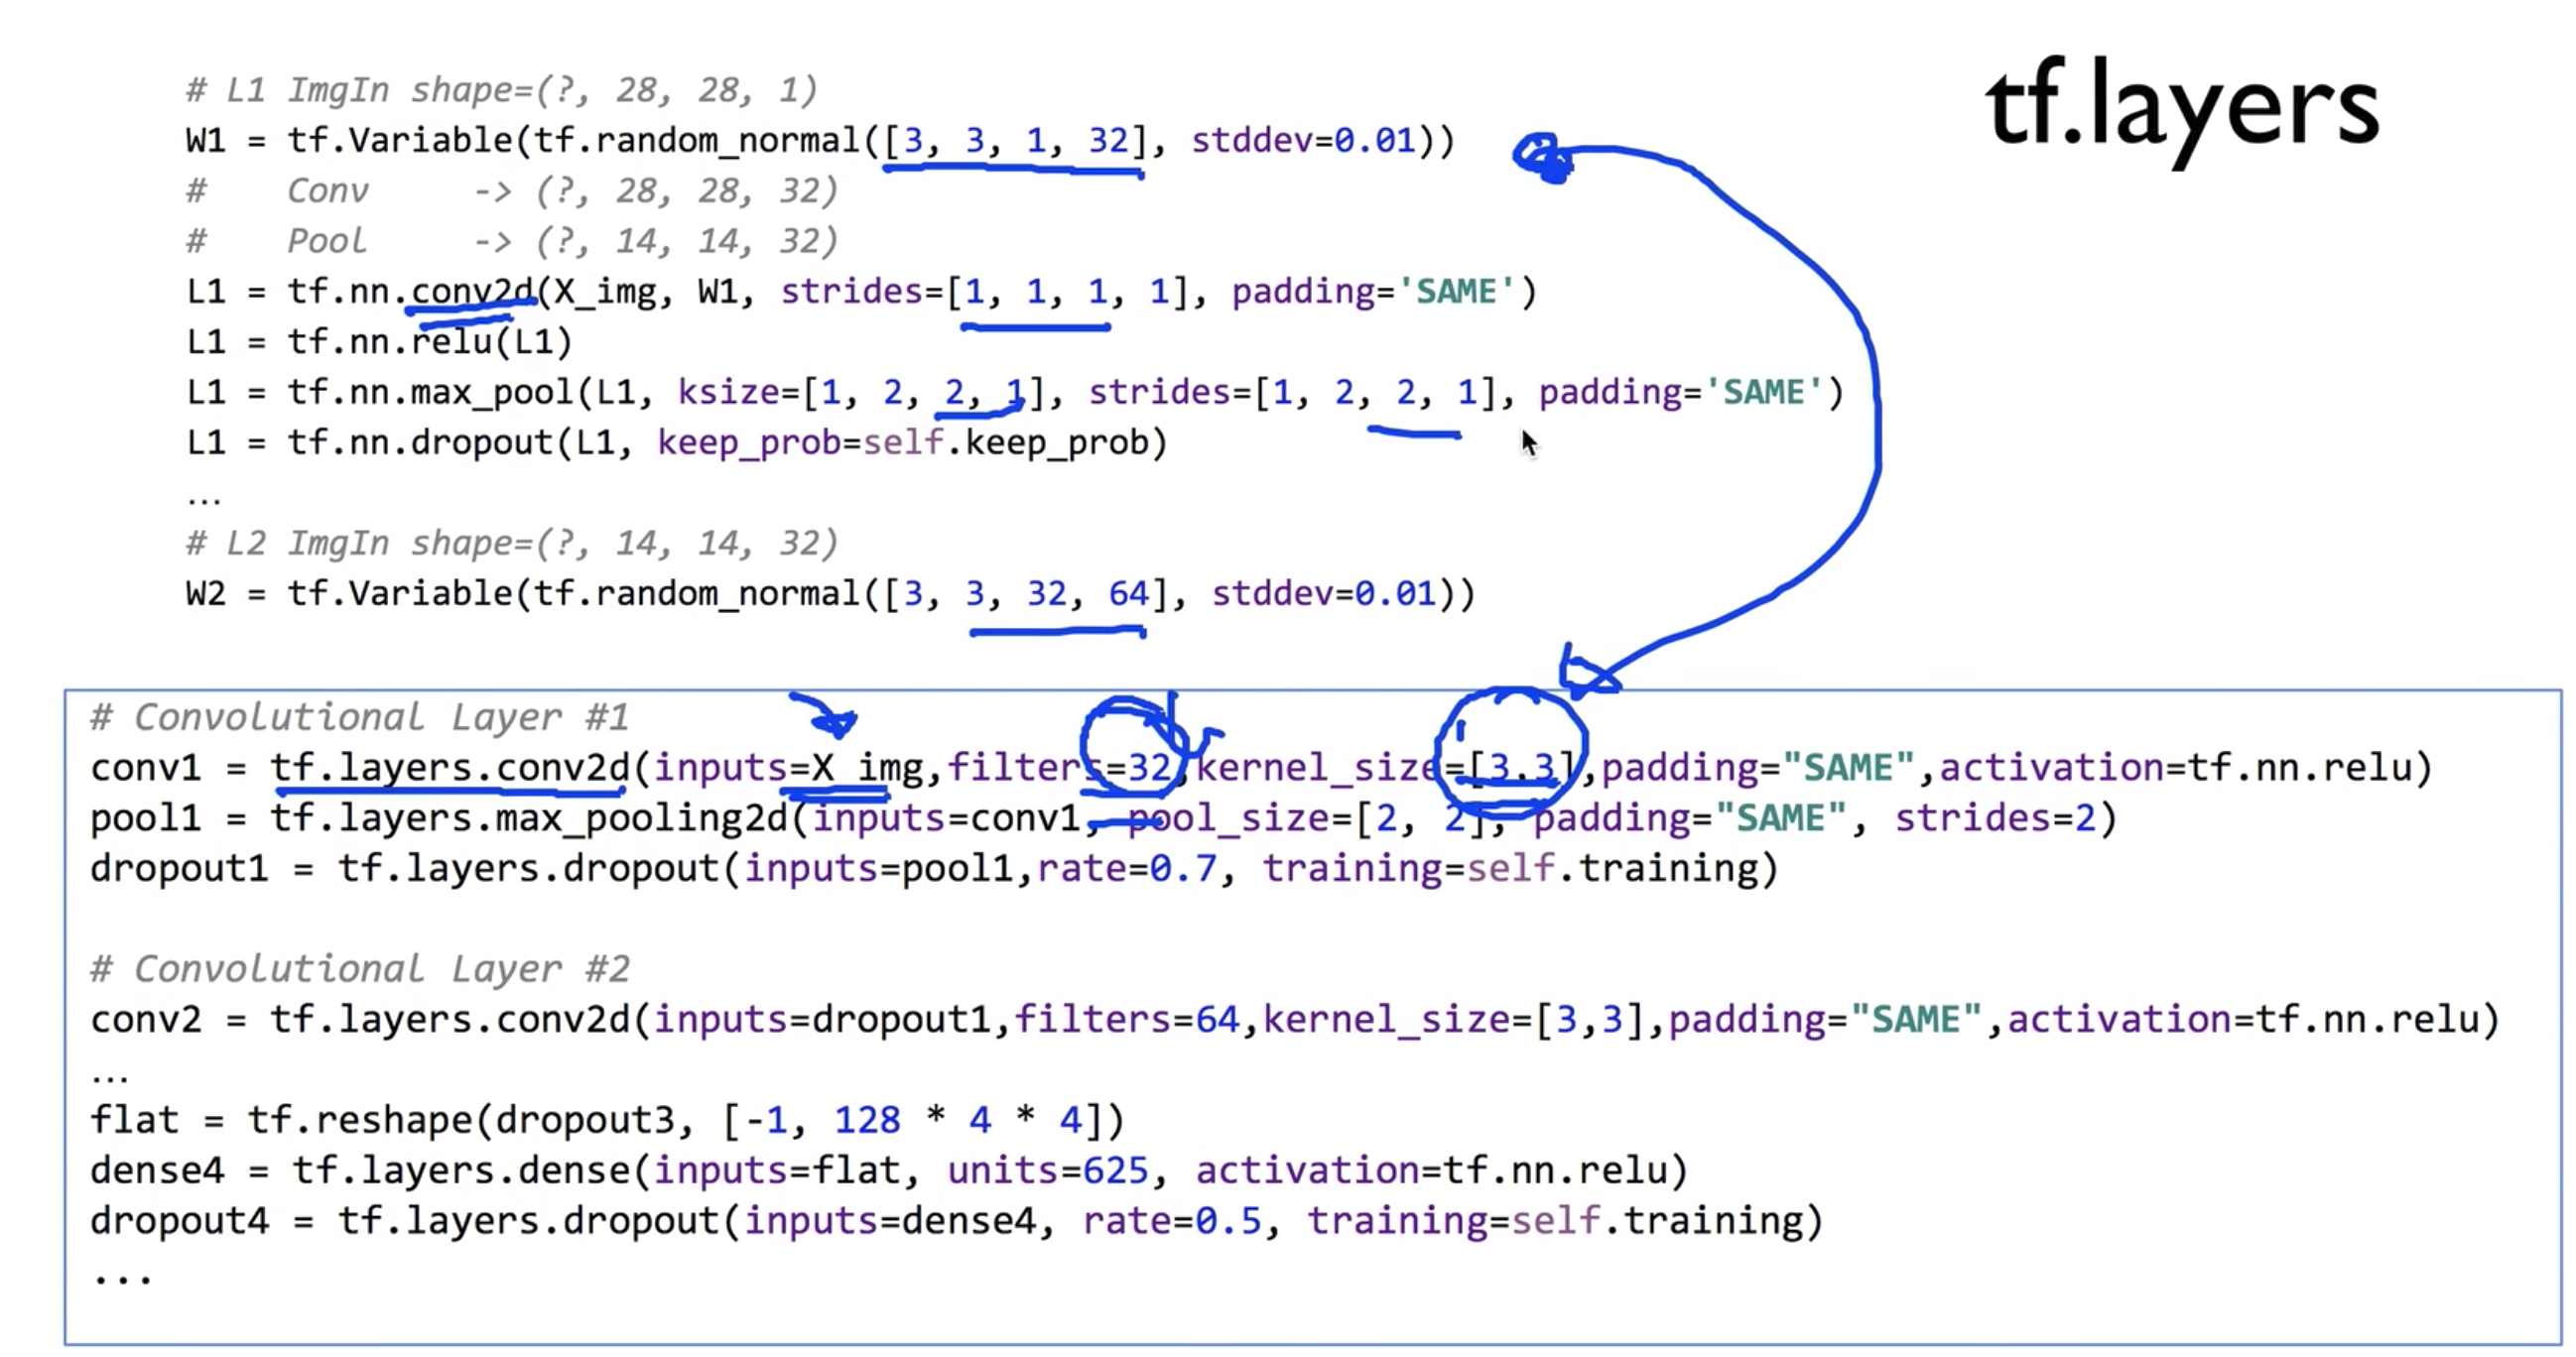 tf.layers
# L1 ImgIn shape=(?, 28, 28, 1)
W1 = tf.Variable(tf.random_normal([3, 3, 1, 32], stddev=0.01))
#    Conv     -> (?, 28, 28, 32)
#    Pool     -> (?, 14, 14, 32)
L1 = tf.nn.conv2d(X_img, W1, strides=[1, 1, 1, 1], padding='SAME')
L1 = tf.nn.relu(L1)
L1 = tf.nn.max_pool(L1, ksize=[1, 2, 2, 1], strides=[1, 2, 2, 1], padding='SAME')
L1 = tf.nn.dropout(L1, keep_prob=self.keep_prob)
...
# L2 ImgIn shape=(?, 14, 14, 32)
W2 = tf.Variable(tf.random_normal([3, 3, 32, 64], stddev=0.01))
# Convolutional Layer #1
conv1 = tf.layers.conv2d(inputs=X_img,filters=32,kernel_size=[3,3],padding="SAME",activation=tf.nn.relu)
pool1 = tf.layers.max_pooling2d(inputs=conv1, pool_size=[2, 2], padding="SAME", strides=2)
dropout1 = tf.layers.dropout(inputs=pool1,rate=0.7, training=self.training)
# Convolutional Layer #2
conv2 = tf.layers.conv2d(inputs=dropout1,filters=64,kernel_size=[3,3],padding="SAME",activation=tf.nn.relu)
...
flat = tf.reshape(dropout3, [-1, 128 * 4 * 4])
dense4 = tf.layers.dense(inputs=flat, units=625, activation=tf.nn.relu)
dropout4 = tf.layers.dropout(inputs=dense4, rate=0.5, training=self.training)
...